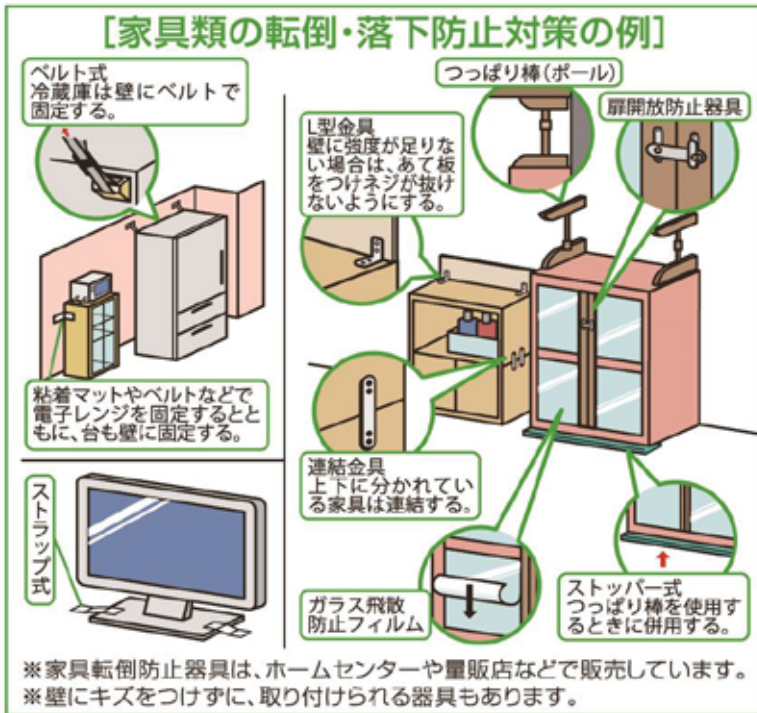 [家具類の転倒・落下防止対策の例]
ベルト式
冷蔵庫は壁にベルトで
固定する。
粘着マットやベルトなどで
電子レンジを固定するとと
もに、台も壁に固定する。
ストラップ式
つっぱり棒(ポール)
扉開放防止器具
L型金具
壁に強度が足りな
い場合は、あて板
をつけネジが抜け
ないようにする。
連結金具
上下に分かれてい
る家具は連結する。
ガラス飛散
防止フィルム
ストッパー式
つっぱり棒を使用す
るときに併用する。
※家具転倒防止器具は、ホームセンターや量販店などで販売しています。
※壁にキズをつけずに、取り付けられる器具もあります。